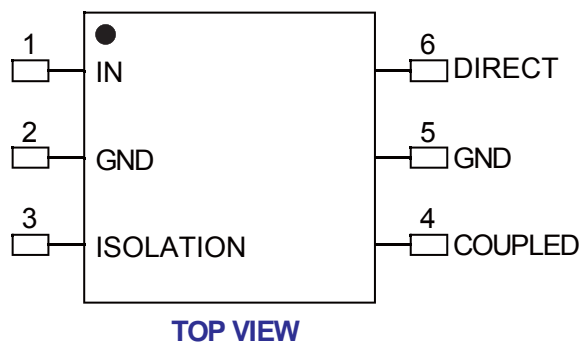 1
IN
6
DIRECT
2
GND
5
GND
3
ISOLATION
4
COUPLED
TOP VIEW